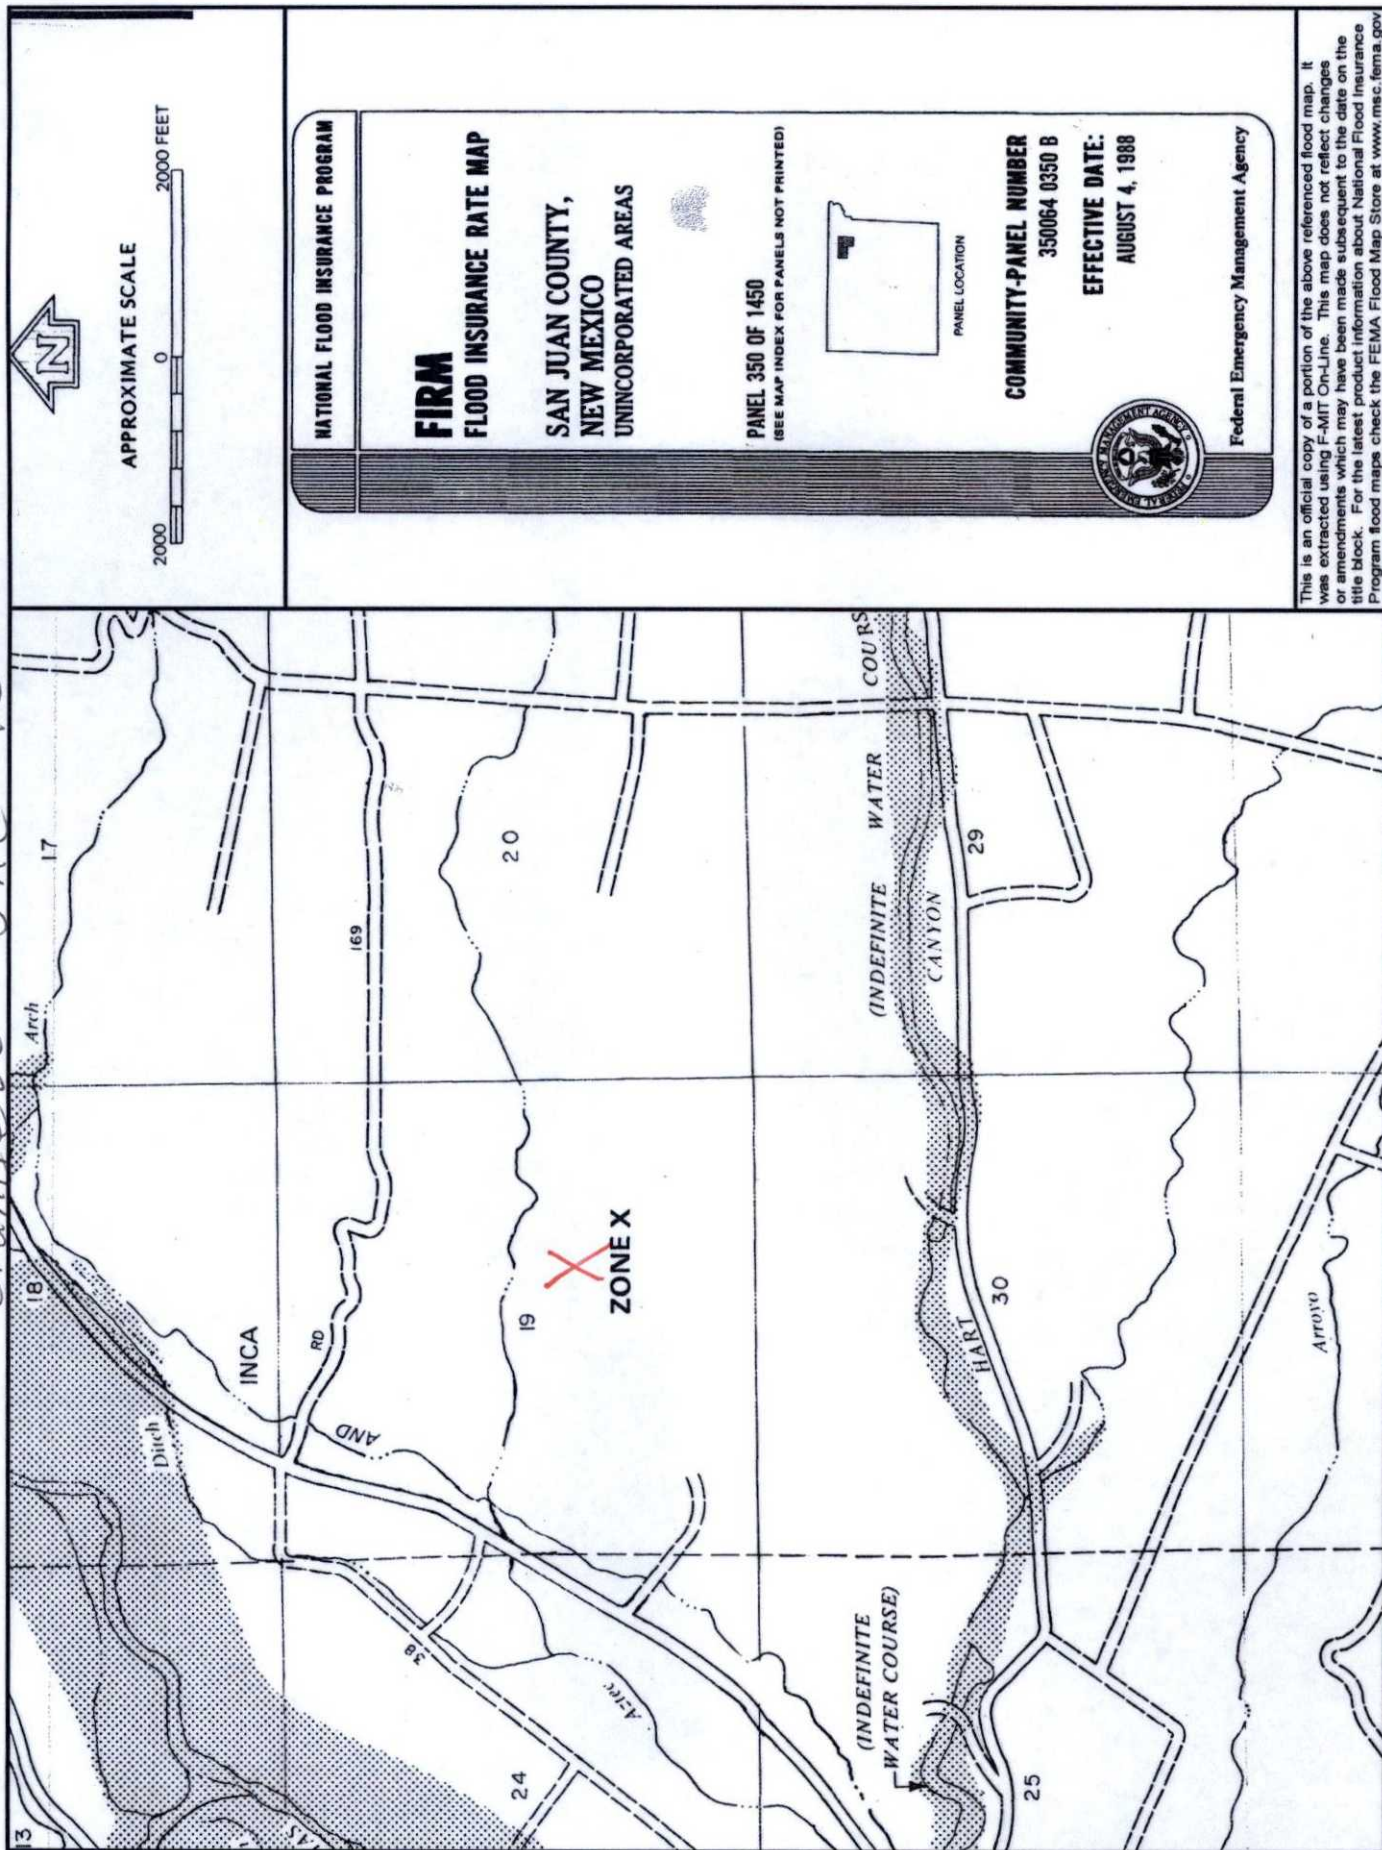 APPROXIMATE SCALE
2000 0 2000 FEET
N
NATIONAL FLOOD INSURANCE PROGRAM
FIRM
FLOOD INSURANCE RATE MAP
SAN JUAN COUNTY,
NEW MEXICO
UNINCORPORATED AREAS
PANEL 350 OF 1450
(SEE MAP INDEX FOR PANELS NOT PRINTED)
PANEL LOCATION
COMMUNITY-PANEL NUMBER
350064 0350 B
EFFECTIVE DATE:
AUGUST 4, 1988
FEDERAL EMERGENCY MANAGEMENT AGENCY
Federal Emergency Management Agency
This is an official copy of a portion of the above referenced flood map. It
was extracted using F-MIT On-Line. This map does not reflect changes
or amendments which may have been made subsequent to the date on the
title block. For the latest product information about National Flood Insurance
Program flood maps check the FEMA Flood Map Store at www.msc.fema.gov
13
18
17
Arch
Ditch
INCA
RD
169
AND
38
19
20
X
ZONE X
24
Aztec
(INDEFINITE WATER COURS
CANYON
HART
(INDEFINITE
WATER COURSE)
25
30
29
Arroyo